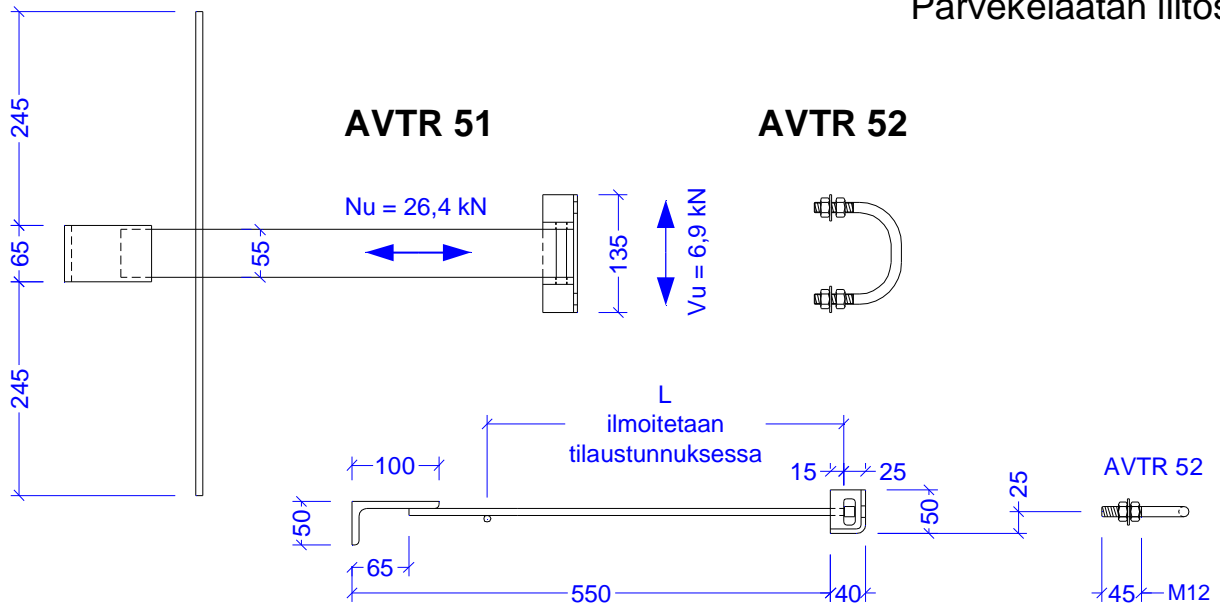 Parvekelaatan liitos
AVTR 51
AVTR 52
245
65
245
55
Nu = 26,4 kN
135
Vu = 6,9 kN
L
ilmoitetaan
tilaustunnuksessa
100
50
65
550
15
25
50
40
25
AVTR 52
45
M12